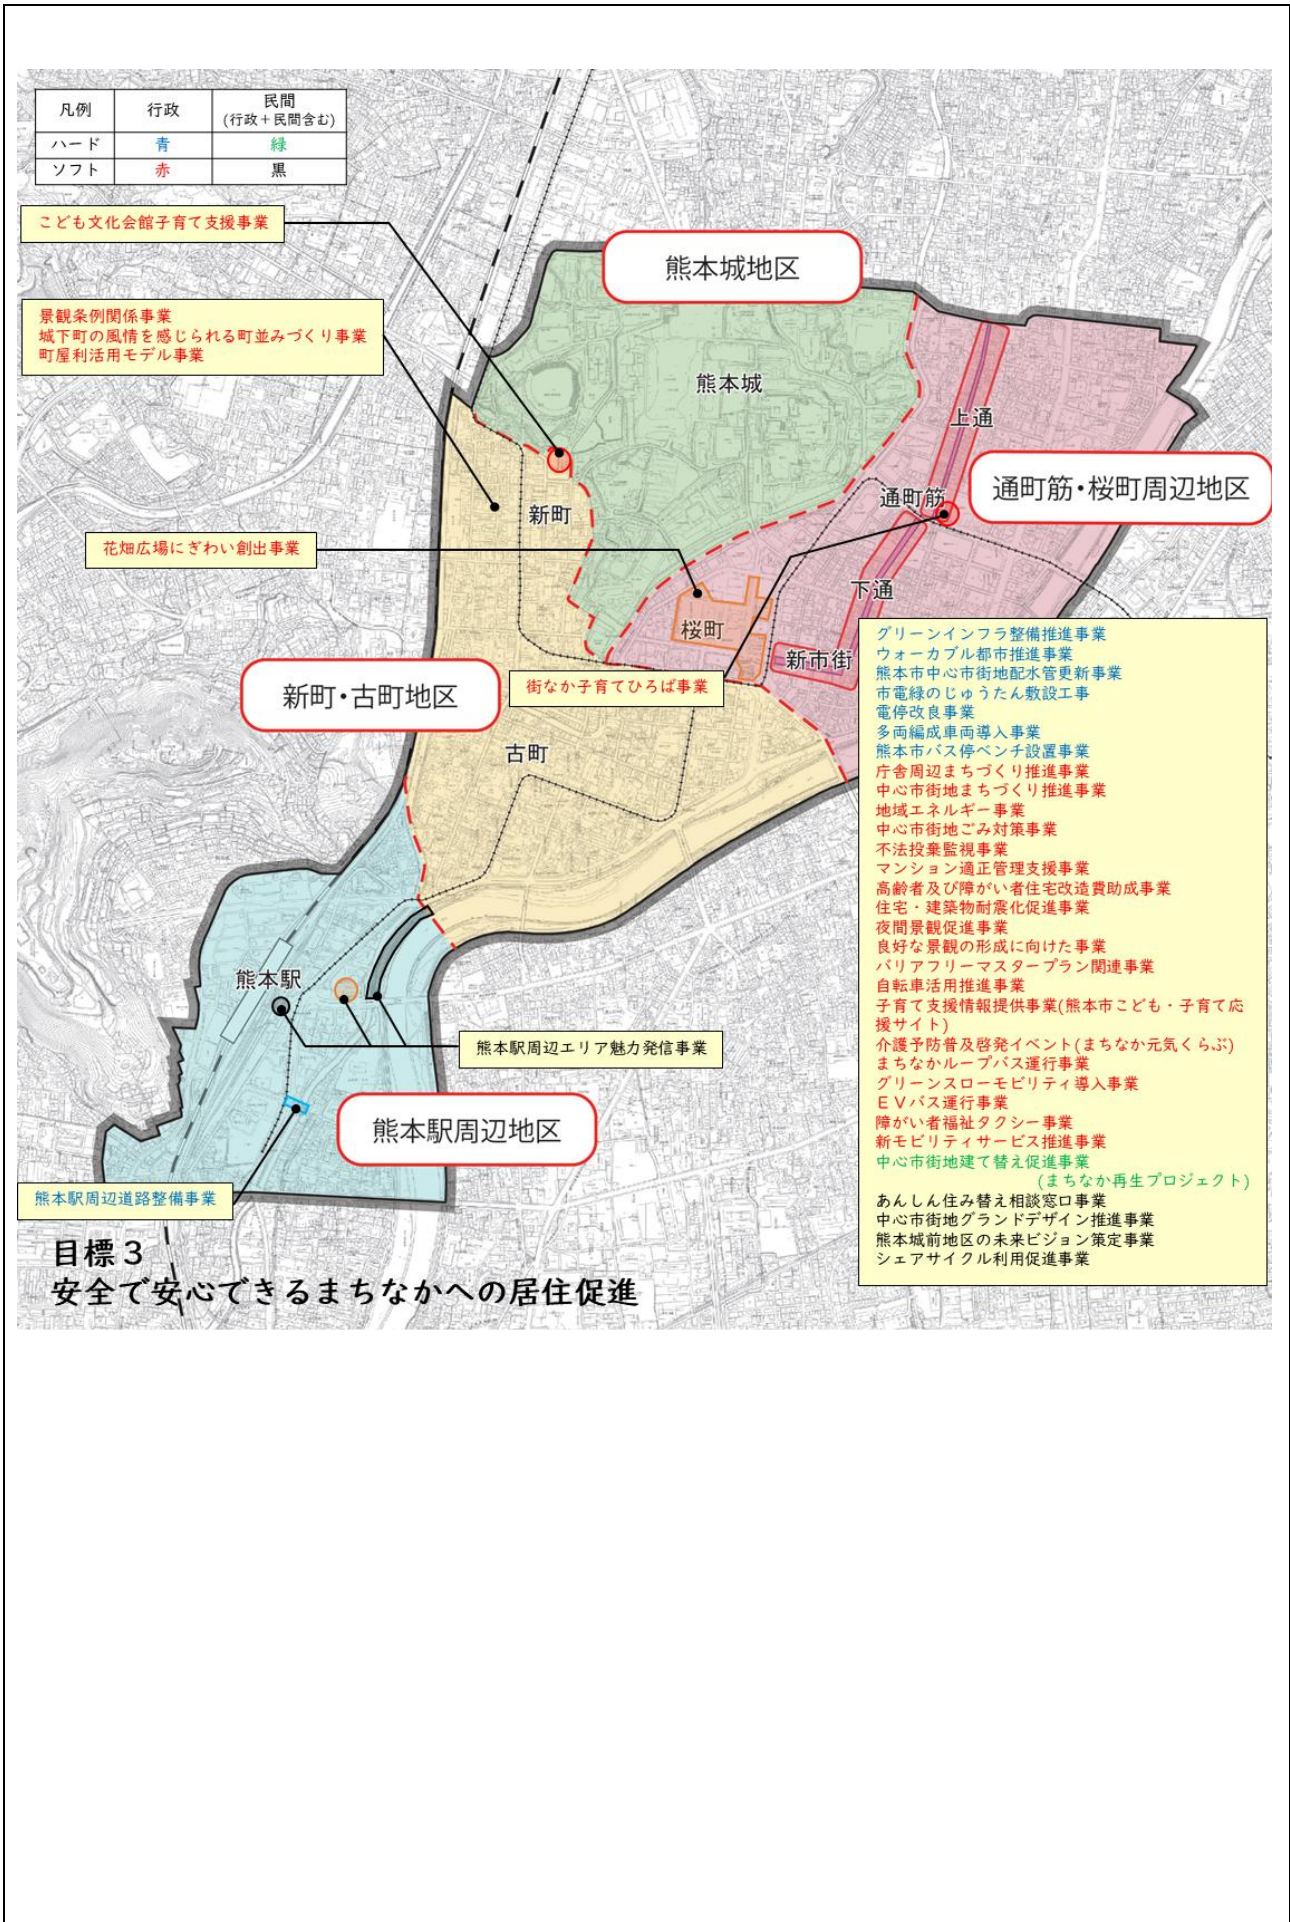 凡例 行政 民間
(行政+民間含む)
ハード 青 緑
ソフト 赤 黒
こども文化会館子育て支援事業
熊本城地区
景観条例関係事業
城下町の風情を感じられる町並みづくり事業
町屋利活用モデル事業
熊本城
上通
通町筋・桜町周辺地区
通町筋
新町
花畑広場にぎわい創出事業
下通
桜町
新市街
新町・古町地区
街なか子育てひろば事業
古町
グリーンインフラ整備推進事業
ウォーカブル都市推進事業
熊本市中心市街地配水管更新事業
市電緑のじゅうたん敷設工事
電停改良事業
多両編成車両導入事業
熊本市バス停ベンチ設置事業
庁舎周辺まちづくり推進事業
中心市街地まちづくり推進事業
地域エネルギー事業
中心市街地ごみ対策事業
不法投棄監視事業
マンション適正管理支援事業
高齢者及び障がい者住宅改造費助成事業
住宅・建築物耐震化促進事業
夜間景観促進事業
良好な景観の形成に向けた事業
バリアフリーマスタープラン関連事業
自転車活用推進事業
子育て支援情報提供事業(熊本市こども・子育て応
援サイト)
介護予防普及啓発イベント(まちなか元気くらぶ)
まちなかループバス運行事業
グリーンスローモビリティ導入事業
EVバス運行事業
障がい者福祉タクシー事業
新モビリティサービス推進事業
中心市街地建て替え促進事業
(まちなか再生プロジェクト)
あんしん住み替え相談窓口事業
中心市街地グランドデザイン推進事業
熊本城前地区の未来ビジョン策定事業
シェアサイクル利用促進事業
熊本駅
熊本駅周辺エリア魅力発信事業
熊本駅周辺地区
熊本駅周辺道路整備事業
目標3
安全で安心できるまちなかへの居住促進